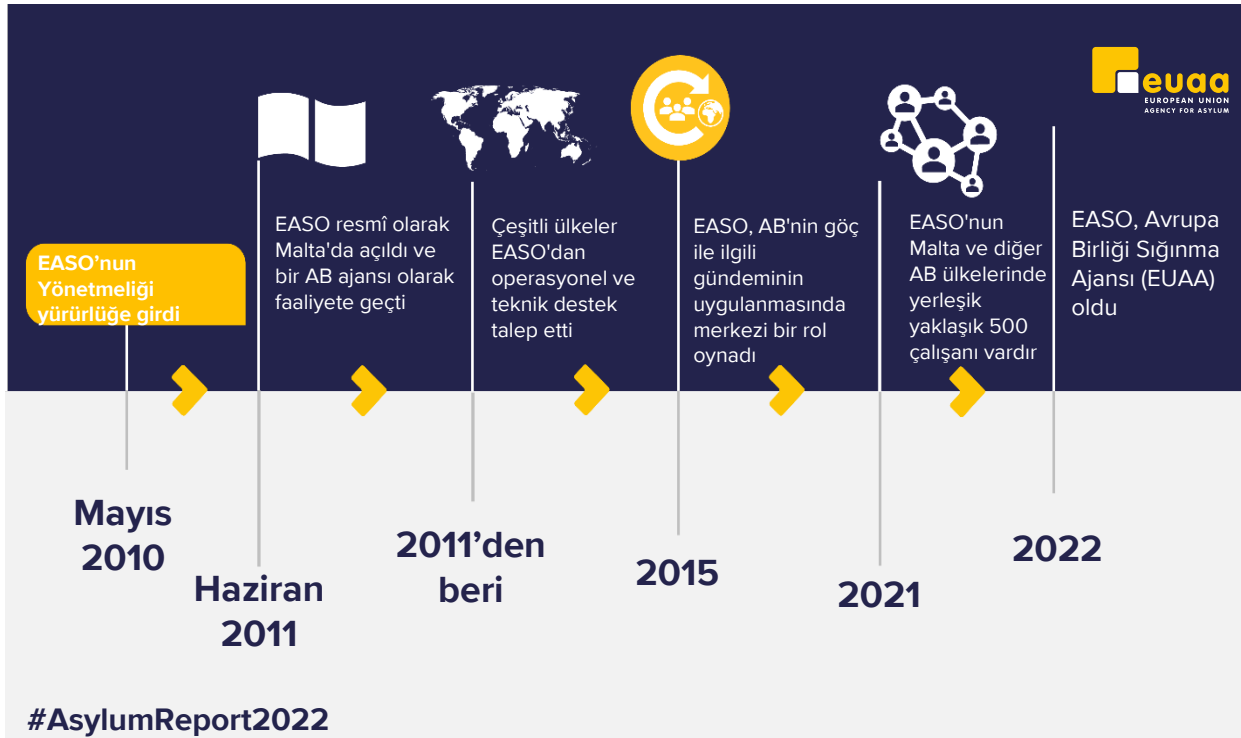 euaa
EUROPEAN UNION
AGENCY FOR ASYLUM
EASO’nun
Yönetmeliği
yürürlüğe girdi
EASO resmî olarak
Malta'da açıldı ve
bir AB ajansı olarak
faaliyete geçti
Çeşitli ülkeler
EASO'dan
operasyonel ve
teknik destek
talep etti
EASO, AB'nin göç
ile ilgili
gündeminin
uygulanmasında
merkezi bir rol
oynadı
EASO'nun
Malta ve diğer
AB ülkelerinde
yerleşik
yaklaşık 500
çalışanı vardır
EASO, Avrupa
Birliği Sığınma
Ajansı (EUAA)
oldu
Mayıs
2010
Haziran
2011
2011’den
beri
2015
2021
2022
#AsylumReport2022